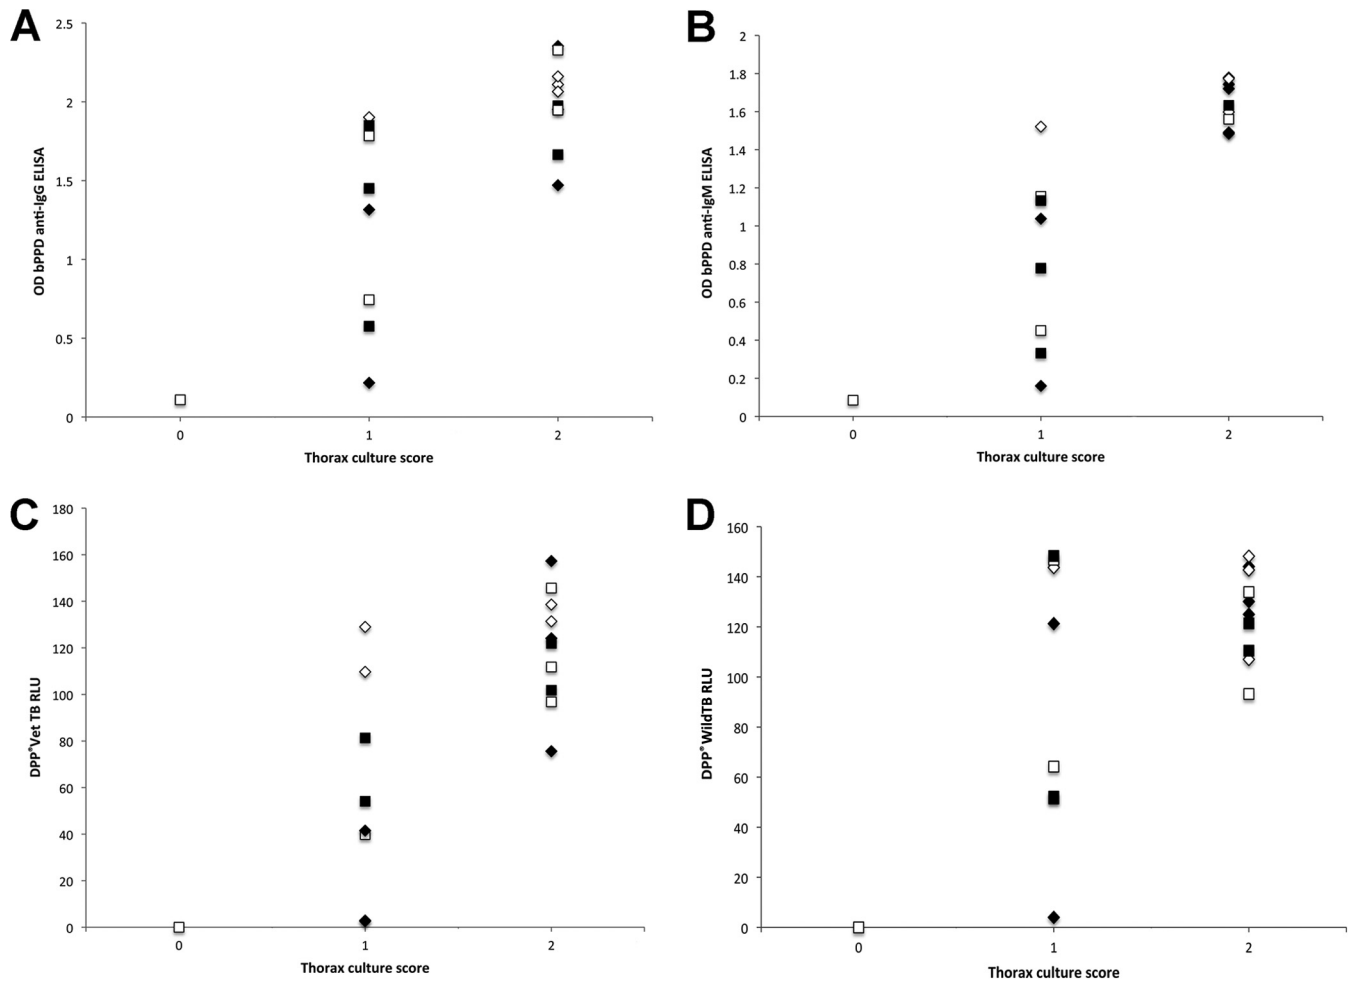 A
2.5
2
1.5
1
0.5
0
OD bPPD anti-IgG ELISA
0 1 2
Thorax culture score
B
2
1.8
1.6
1.4
1.2
1
0.8
0.6
0.4
0.2
0
OD bPPD anti-IgM ELISA
0 1 2
Thorax culture score
C
180
160
140
120
100
80
60
40
20
0
DPP®Vet TB RLU
0 1 2
Thorax culture score
D
160
140
120
100
80
60
40
20
0
DPP®WildTB RLU
0 1 2
Thorax culture score